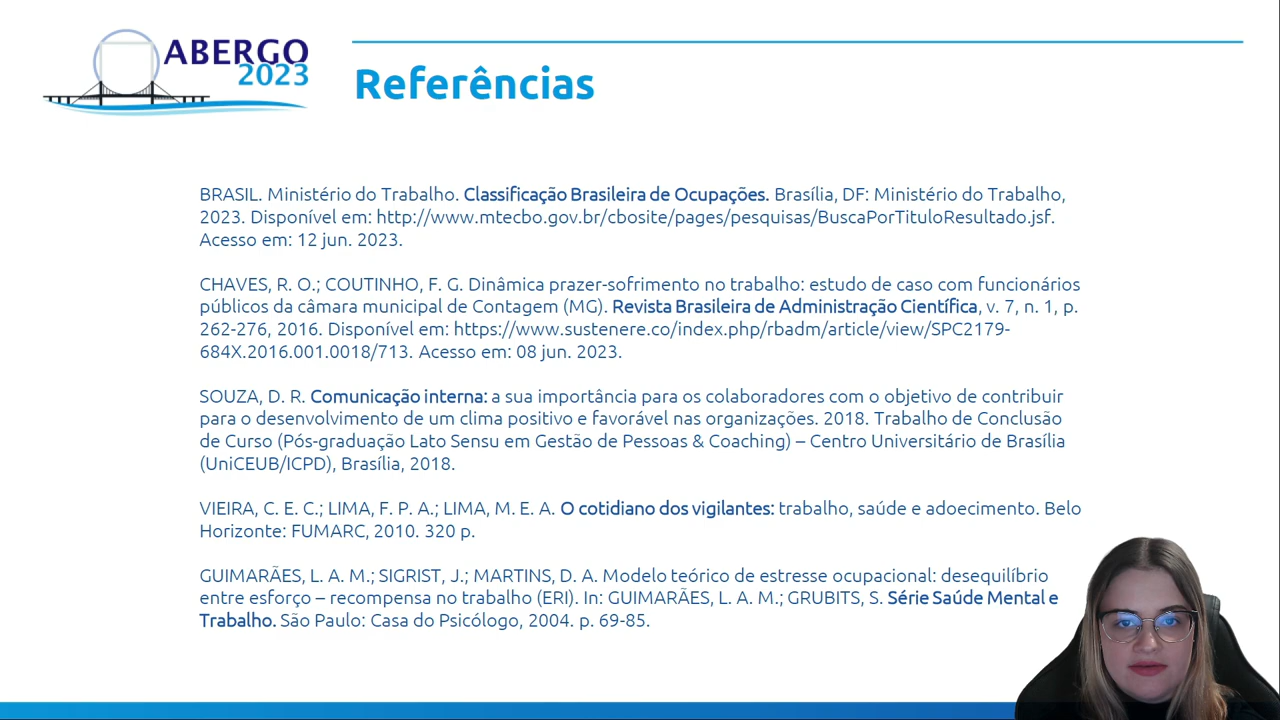 ABERGO
2023
Referências
BRASIL. Ministério do Trabalho. Classificação Brasileira de Ocupações. Brasília, DF: Ministério do Trabalho,
2023. Disponível em: http://www.mtecbo.gov.br/cbosite/pages/pesquisas/BuscaPorTituloResultado.jsf.
Acesso em: 12 jun. 2023.
CHAVES, R. O.; COUTINHO, F. G. Dinâmica prazer-sofrimento no trabalho: estudo de caso com funcionários
públicos da câmara municipal de Contagem (MG). Revista Brasileira de Administração Científica, v. 7, n. 1, p.
262-276, 2016. Disponível em: https://www.sustenere.co/index.php/rbadm/article/view/SPC2179-
684X.2016.001.0018/713. Acesso em: 08 jun. 2023.
SOUZA, D. R. Comunicação interna: a sua importância para os colaboradores com o objetivo de contribuir
para o desenvolvimento de um clima positivo e favorável nas organizações. 2018. Trabalho de Conclusão
de Curso (Pós-graduação Lato Sensu em Gestão de Pessoas & Coaching) – Centro Universitário de Brasília
(UniCEUB/ICPD), Brasília, 2018.
VIEIRA, C. E. C.; LIMA, F. P. A.; LIMA, M. E. A. O cotidiano dos vigilantes: trabalho, saúde e adoecimento. Belo
Horizonte: FUMARC, 2010. 320 p.
GUIMARÃES, L. A. M.; SIGRIST, J.; MARTINS, D. A. Modelo teórico de estresse ocupacional: desequilíbrio
entre esforço – recompensa no trabalho (ERI). In: GUIMARÃES, L. A. M.; GRUBITS, S. Série Saúde Mental e
Trabalho. São Paulo: Casa do Psicólogo, 2004. p. 69-85.